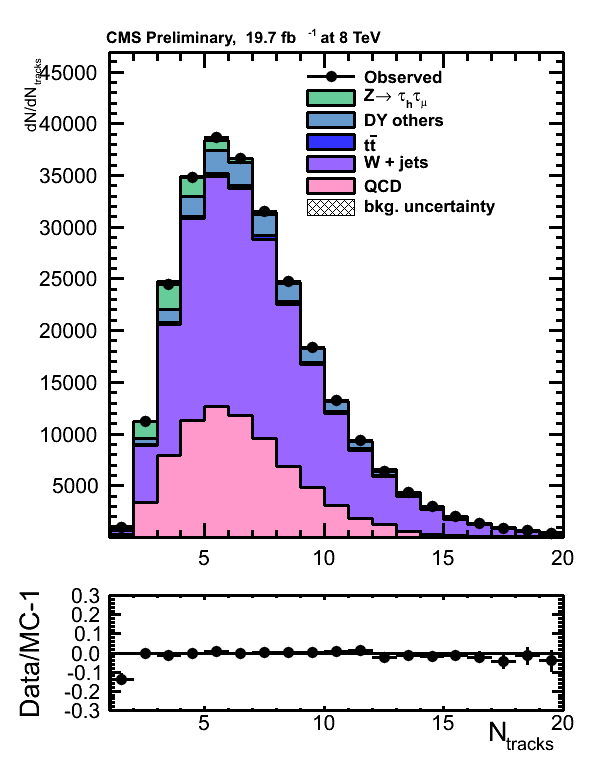 CMS Preliminary, 19.7 fb -1 at 8 TeV
dN/dNtracks
45000
40000
35000
30000
25000
20000
15000
10000
5000
Observed
Z→ τhτμ
DY others
tt̄
W + jets
QCD
bkg. uncertainty
5 10 15 20
Data/MC-1
0.3
0.2
0.1
0.0
-0.1
-0.2
-0.3
5 10 15 20
Ntracks